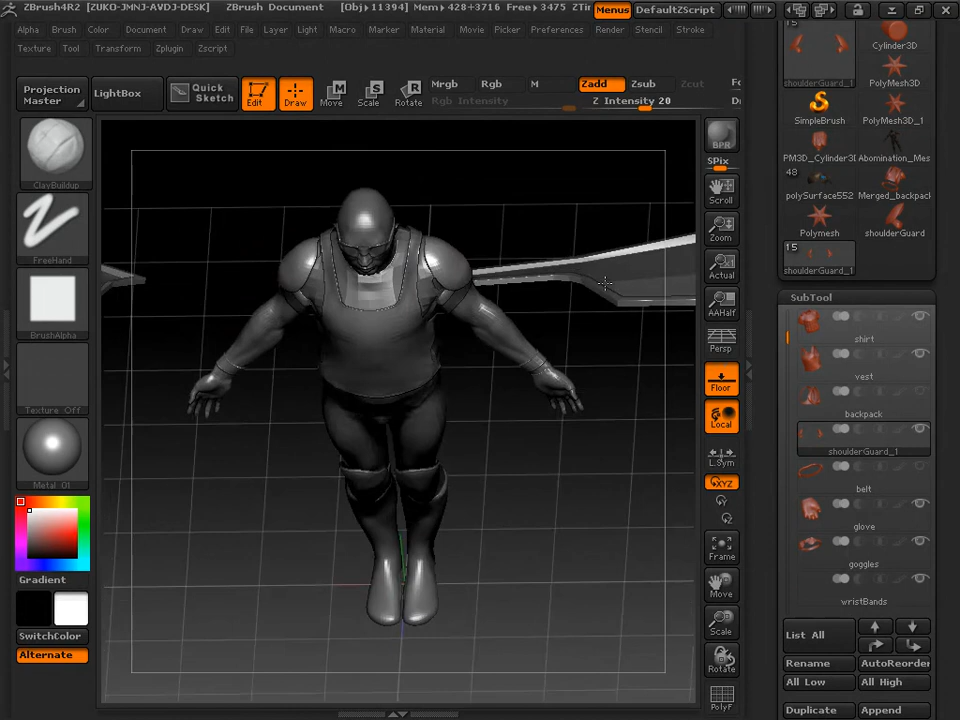 [ZUKO-JMNJ-AVDJ-DESK] ZBrush Document [Obj▸11394] Mem▸428+3716 Free▸3475 ZTi Menus DefaultZScript
Alpha Brush Color Document Draw Edit File Layer Light Macro Marker Material Movie Picker Preferences Render Stencil Stroke
Texture Tool Transform Zplugin Zscript
Projection Master
LightBox
Quick Sketch
Edit
Draw
Move
Scale
Rotate
Mrgb
Rgb
M
Zadd
Zsub
Zcut
Fo
Rgb Intensity
Z Intensity 20
D
ClayBuildup
FreeHand
BrushAlpha
Texture Off
Metal 01
Gradient
SwitchColor
Alternate
BPR
SPix
Scroll
Zoom
Actual
AAHalf
Persp
Floor
Local
L.Sym
XYZ
Y
Z
Frame
Move
Scale
Rotate
PolyF
15
shoulderGuard_1
Cylinder3D
PolyMesh3D
SimpleBrush
PolyMesh3D_1
PM3D_Cylinder3D
Abomination_Mes
48
polySurface552
Merged_backpack
Polymesh
shoulderGuard
15
shoulderGuard_1
SubTool
shirt
vest
backpack
shoulderGuard_1
belt
glove
goggles
wristBands
List All
Rename
AutoReorder
All Low
All High
Duplicate
Append